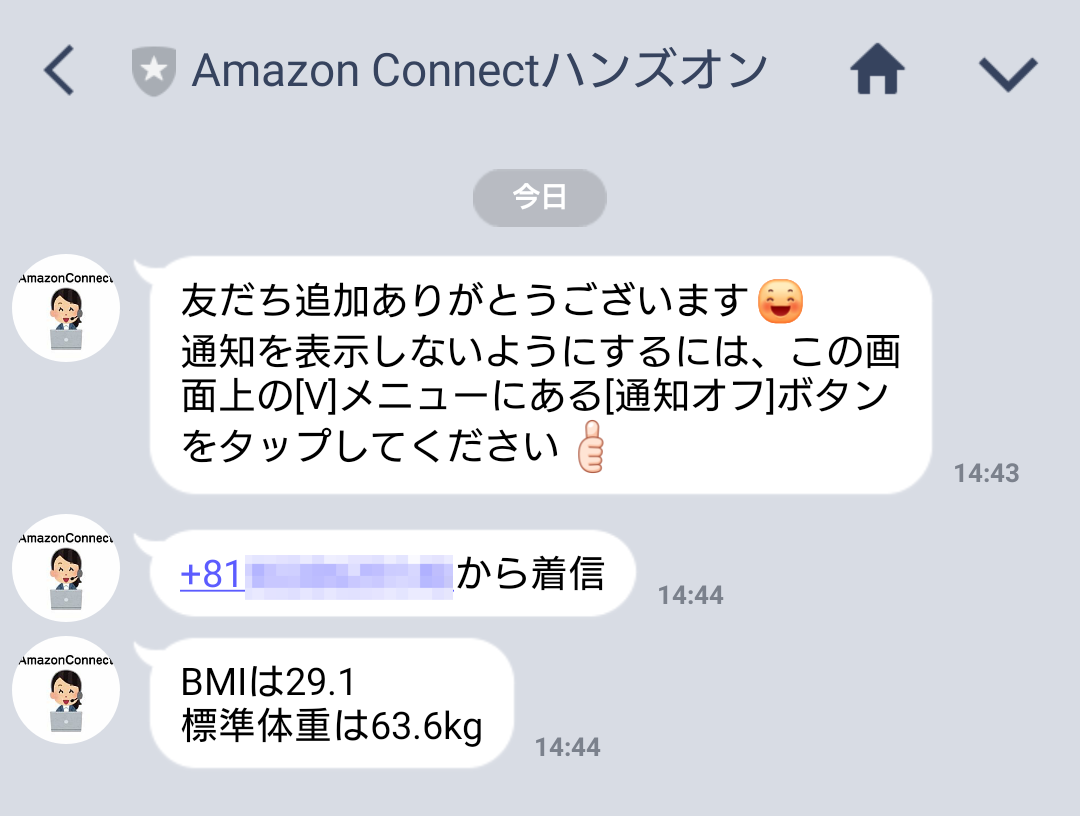 Amazon Connectハンズオン
今日
AmazonConnect
友だち追加ありがとうございます
通知を表示しないようにするには、この画
面上の[V]メニューにある[通知オフ]ボタン
をタップしてください
14:43
AmazonConnect
+81
から着信
14:44
AmazonConnect
BMIは29.1
標準体重は63.6kg
14:44